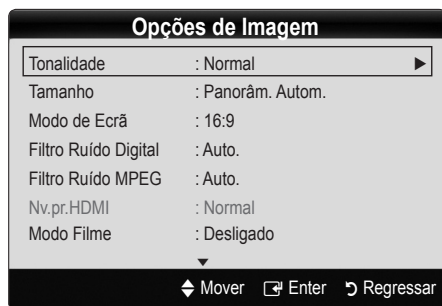 Opções de Imagem
Tonalidade : Normal
Tamanho : Panorâm. Autom.
Modo de Ecrã : 16:9
Filtro Ruído Digital : Auto.
Filtro Ruído MPEG : Auto.
Nv.pr.HDMI : Normal
Modo Filme : Desligado
Mover Enter Regressar